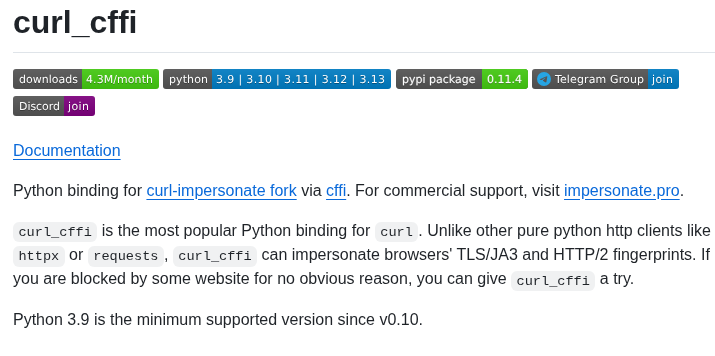 curl_cffi
downloads 4.3M/month python 3.9 | 3.10 | 3.11 | 3.12 | 3.13 pypi package 0.11.4 Telegram Group join
Discord join
Documentation
Python binding for curl-impersonate fork via cffi. For commercial support, visit impersonate.pro.
curl_cffi is the most popular Python binding for curl. Unlike other pure python http clients like
httpx or requests, curl_cffi can impersonate browsers' TLS/JA3 and HTTP/2 fingerprints. If
you are blocked by some website for no obvious reason, you can give curl_cffi a try.
Python 3.9 is the minimum supported version since v0.10.